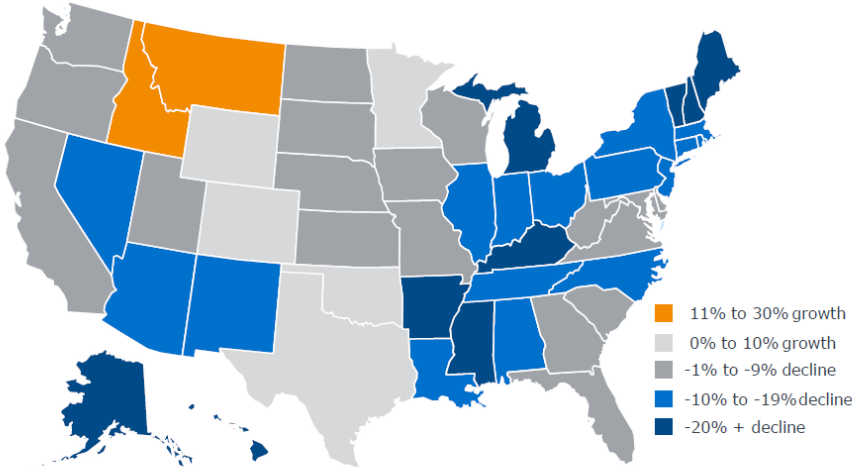 11% to 30% growth
0% to 10% growth
-1% to -9% decline
-10% to -19%decline
-20% + decline